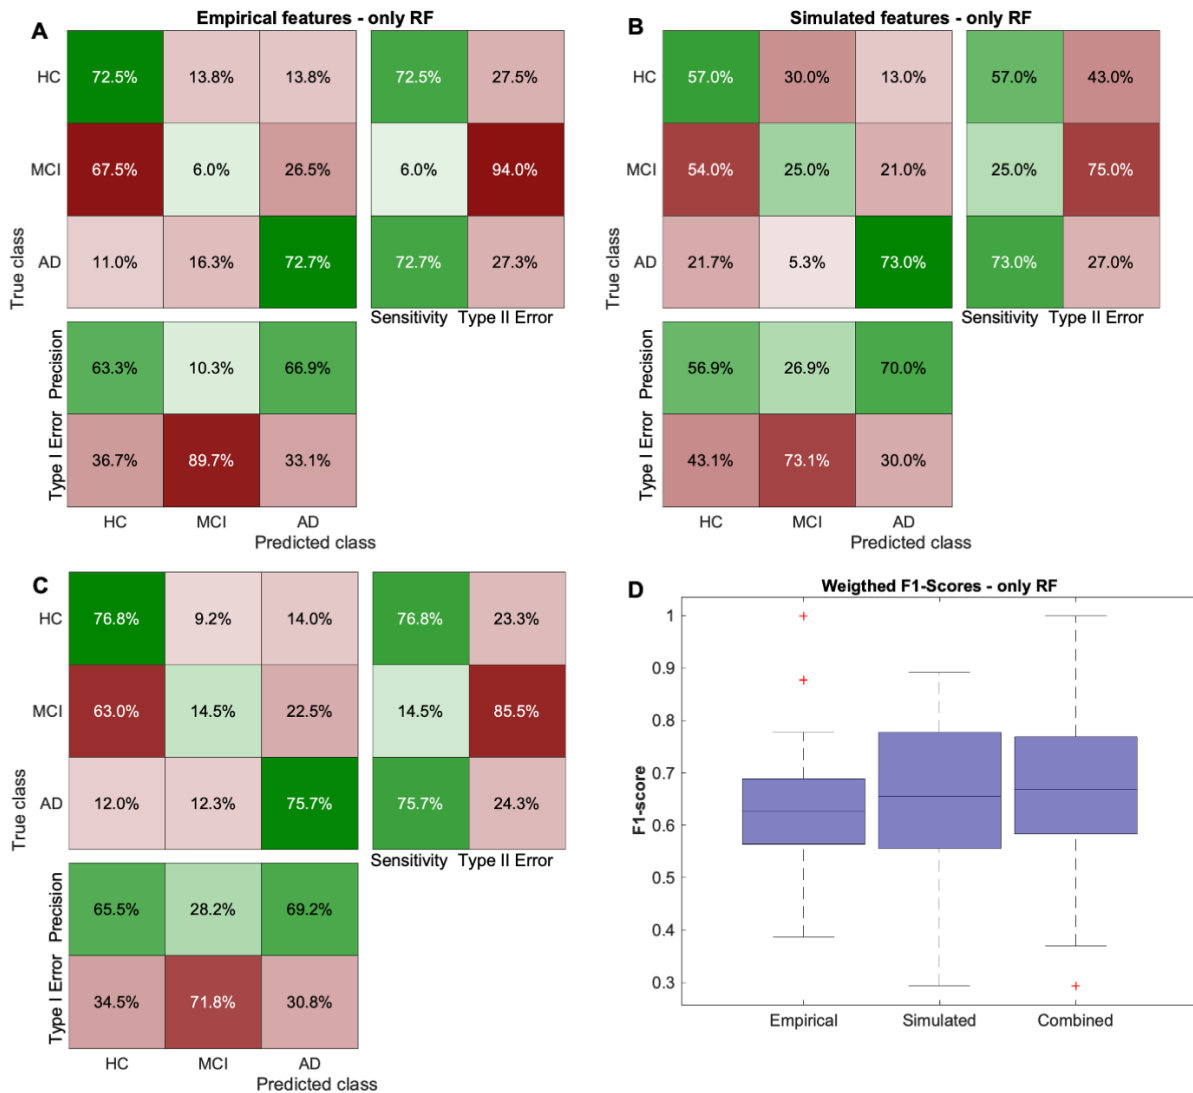 A
Empirical features - only RF
HC
72.5%
13.8%
13.8%
72.5%
27.5%
MCI
67.5%
6.0%
26.5%
6.0%
94.0%
AD
11.0%
16.3%
72.7%
72.7%
27.3%
True class
Sensitivity
Type II Error
Precision
63.3%
10.3%
66.9%
Type I Error
36.7%
89.7%
33.1%
HC
MCI
AD
Predicted class
B
Simulated features - only RF
HC
57.0%
30.0%
13.0%
57.0%
43.0%
MCI
54.0%
25.0%
21.0%
25.0%
75.0%
AD
21.7%
5.3%
73.0%
73.0%
27.0%
True class
Sensitivity
Type II Error
Precision
56.9%
26.9%
70.0%
Type I Error
43.1%
73.1%
30.0%
HC
MCI
AD
Predicted class
C
HC
76.8%
9.2%
14.0%
76.8%
23.3%
MCI
63.0%
14.5%
22.5%
14.5%
85.5%
AD
12.0%
12.3%
75.7%
75.7%
24.3%
True class
Sensitivity
Type II Error
Precision
65.5%
28.2%
69.2%
Type I Error
34.5%
71.8%
30.8%
HC
MCI
AD
Predicted class
D
Weigthed F1-Scores - only RF
1
0.9
0.8
0.7
0.6
0.5
0.4
0.3
F1-score
Empirical
Simulated
Combined